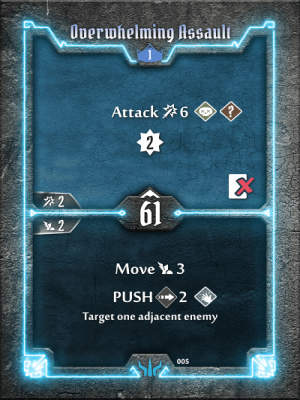 Overwhelming Assault
1
Attack 6 ?
2
2
61
2
Move 3
PUSH 2
Target one adjacent enemy
005